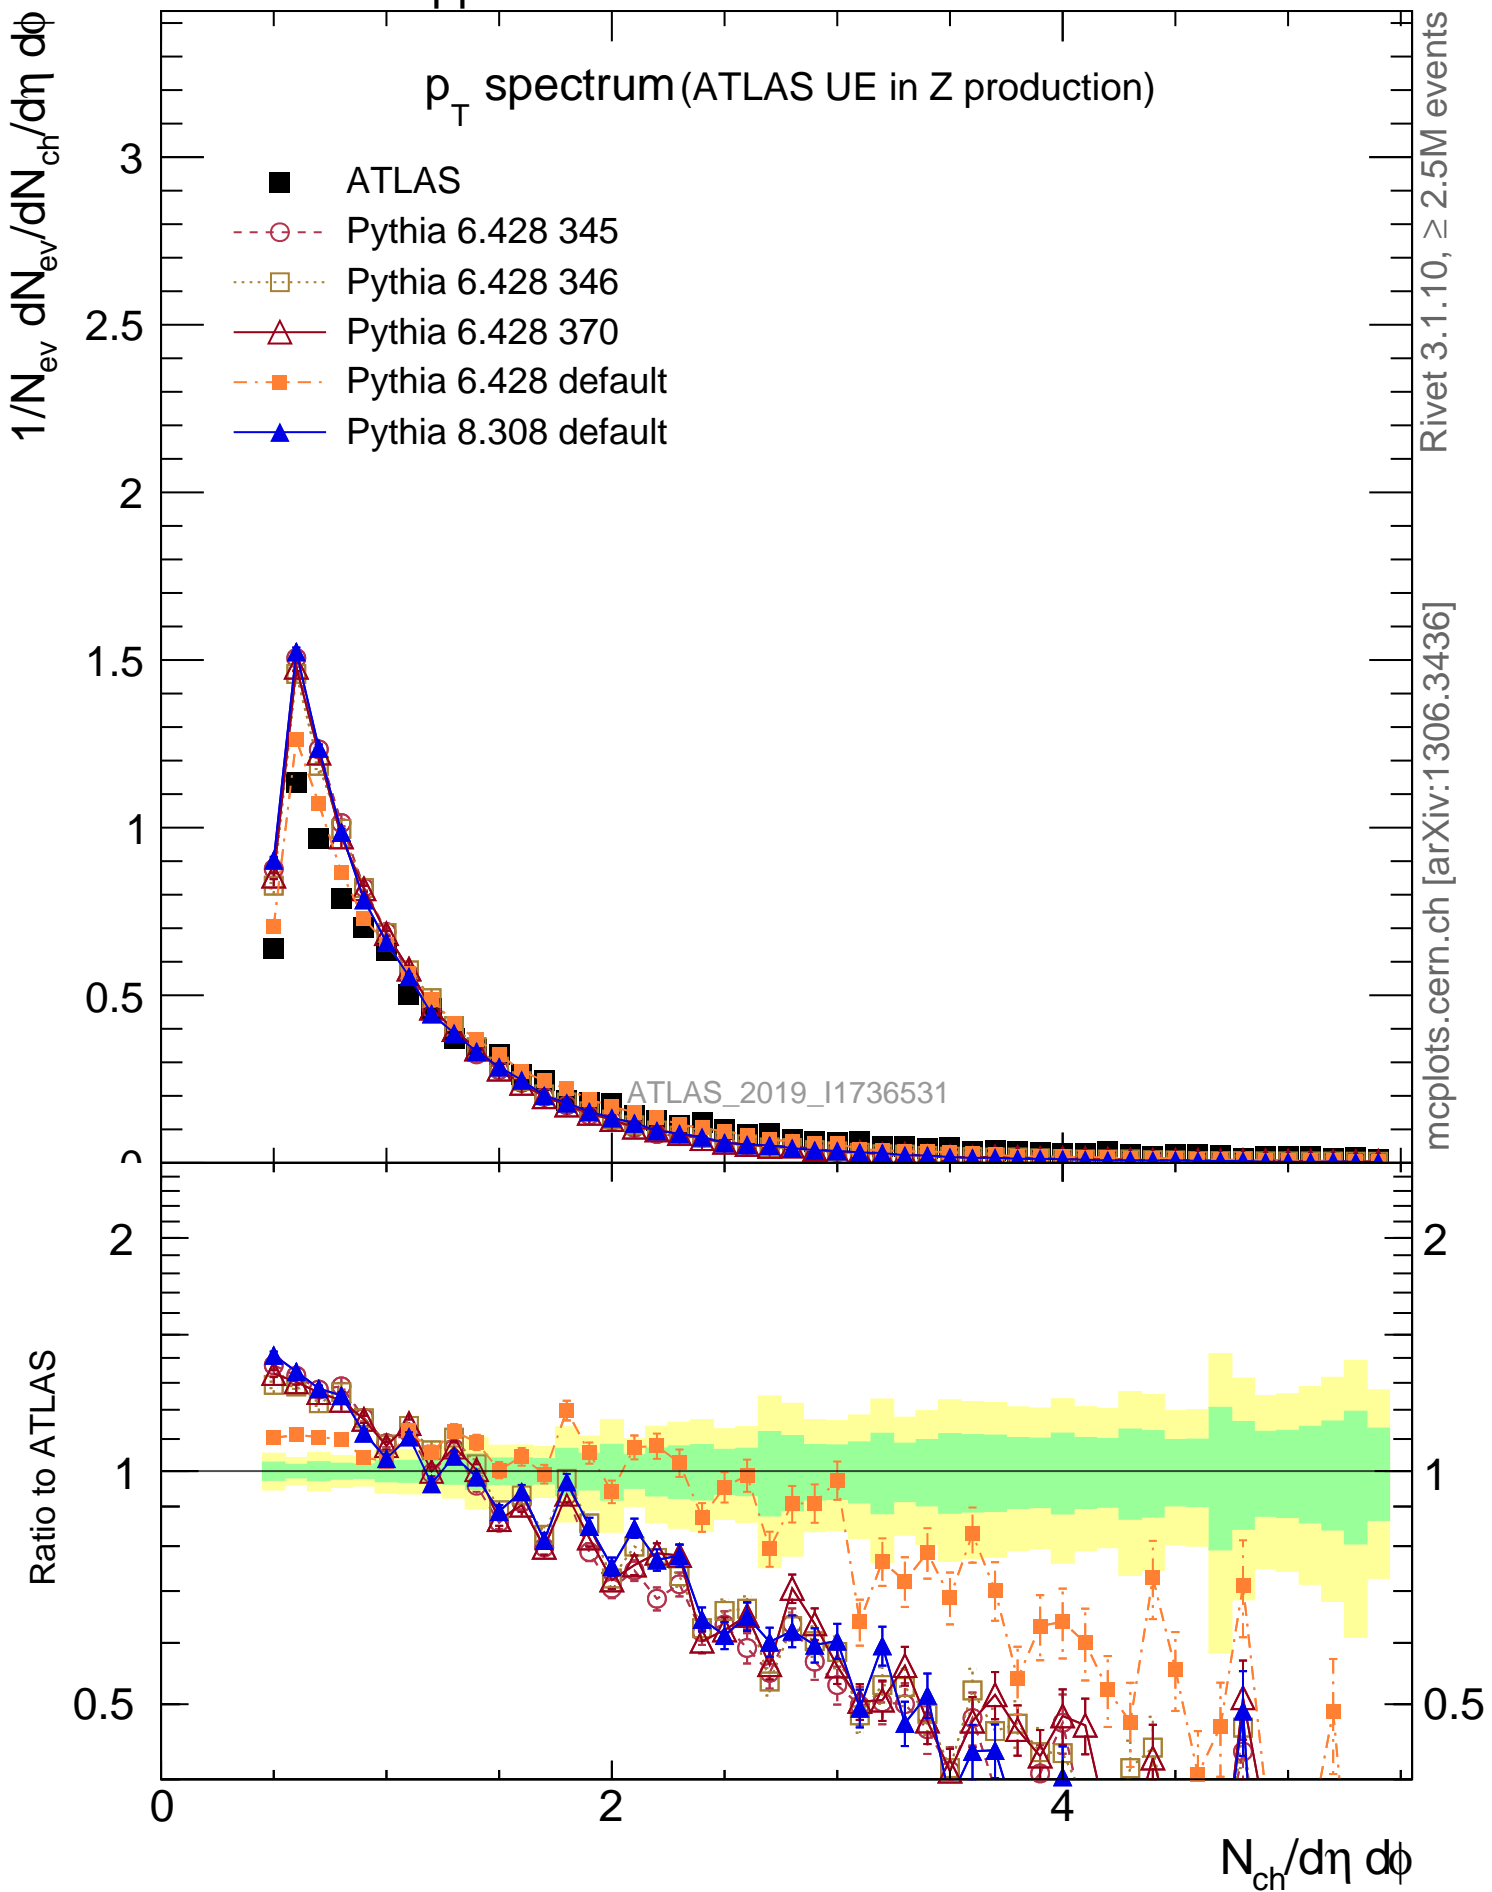 pp
p_T spectrum (ATLAS UE in Z production)
1/N_ev dN_ev/dN_ch/dη dϕ
ATLAS
Pythia 6.428 345
Pythia 6.428 346
Pythia 6.428 370
Pythia 6.428 default
Pythia 8.308 default
3
2.5
2
1.5
1
0.5
0
ATLAS_2019_I1736531
Rivet 3.1.10, ≥ 2.5M events
mcplots.cern.ch [arXiv:1306.3436]
Ratio to ATLAS
2
1
0.5
2
1
0.5
0
2
4
N_ch/dη dϕ